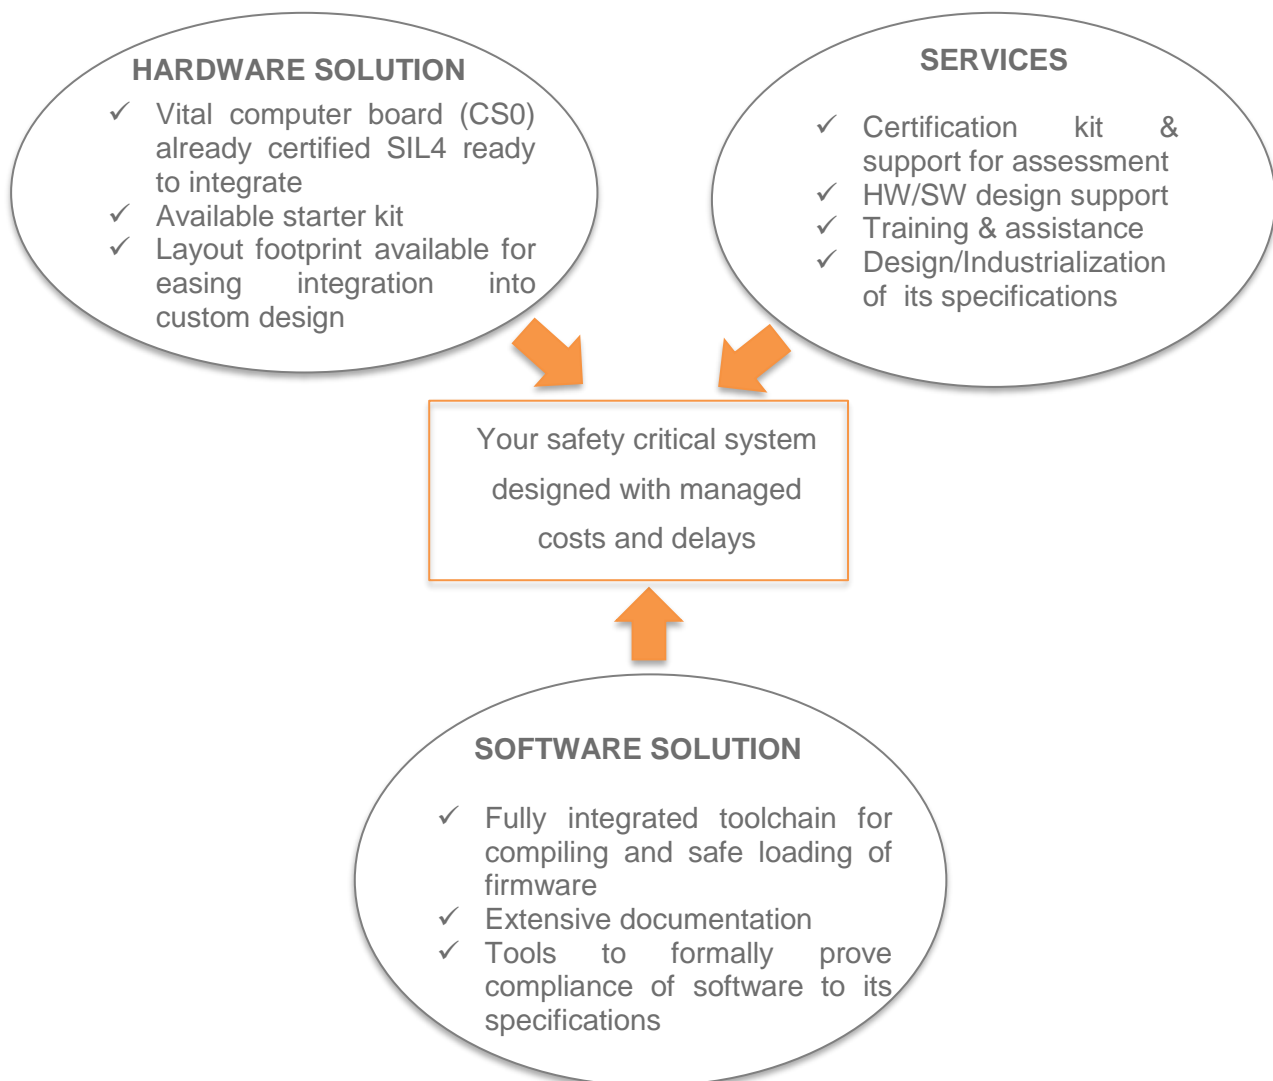 HARDWARE SOLUTION
✓ Vital computer board (CS0)
already certified SIL4 ready
to integrate
✓ Available starter kit
✓ Layout footprint available for
easing integration into
custom design
SERVICES
✓ Certification kit &
support for assessment
✓ HW/SW design support
✓ Training & assistance
✓ Design/Industrialization
of its specifications
Your safety critical system
designed with managed
costs and delays
SOFTWARE SOLUTION
✓ Fully integrated toolchain for
compiling and safe loading of
firmware
✓ Extensive documentation
✓ Tools to formally prove
compliance of software to its
specifications